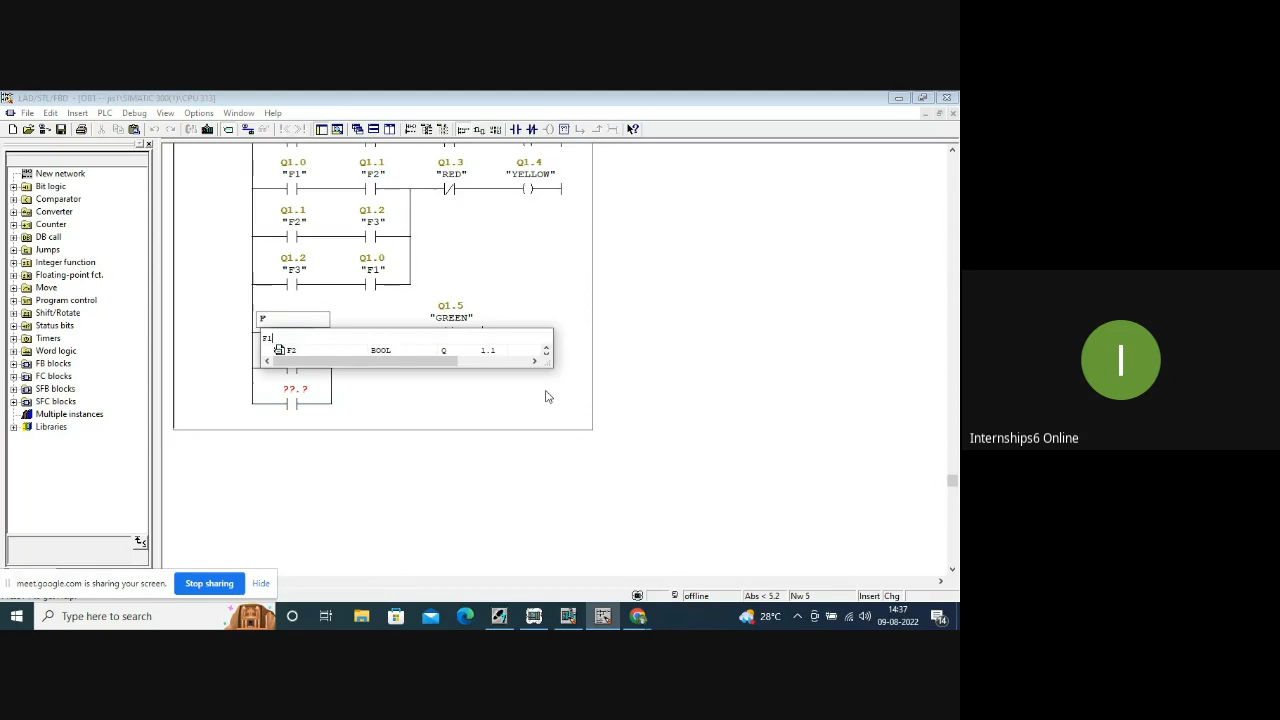 LAB/STL/FBD - [OB1 -- ps1\SIMATIC 300(1)\CPU 313]
File Edit Insert PLC Debug View Options Window Help
New network
Bit logic
Comparator
Converter
Counter
DB call
Jumps
Integer function
Floating-point fct.
Move
Program control
Shift/Rotate
Status bits
Timers
Word logic
FB blocks
FC blocks
SFB blocks
SFC blocks
Multiple instances
Libraries
Q1.0 Q1.1 Q1.3 Q1.4
"F1" "F2" "RED" "YELLOW"
Q1.1 Q1.2
"F2" "F3"
Q1.2 Q1.0
"F3" "F1"
Q1.5
F "GREEN"
F1
F2 BOOL Q 1.1
??.?
Internships6 Online
I
meet.google.com is sharing your screen. Stop sharing Hide
offline Abs < 5.2 Nw 5 Insert Chg
Type here to search
28°C
14:37
09-08-2022
14